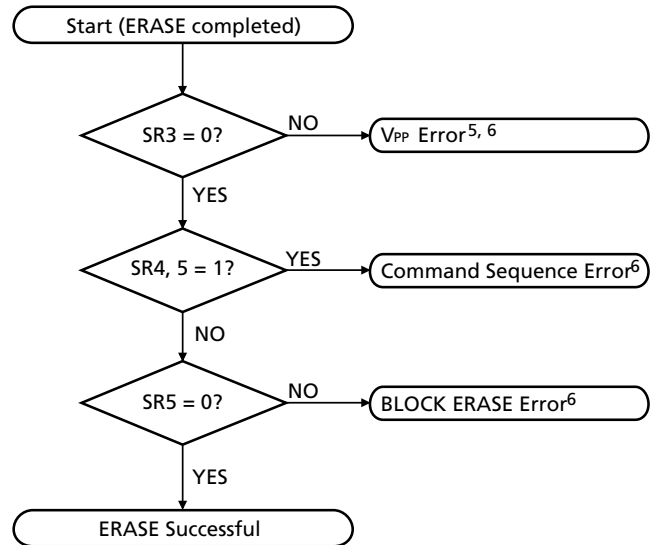 Start (ERASE completed)
SR3 = 0?
NO
VPP Error5, 6
YES
SR4, 5 = 1?
YES
Command Sequence Error6
NO
SR5 = 0?
NO
BLOCK ERASE Error6
YES
ERASE Successful